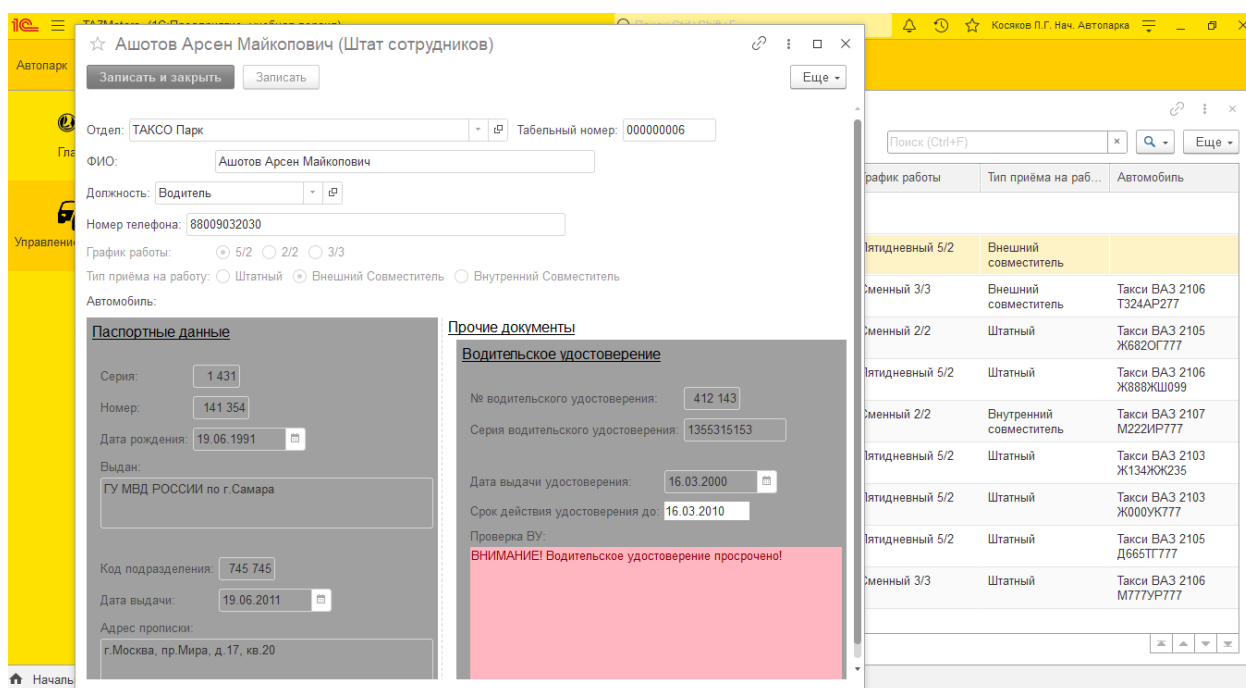 TAZMotors (1С:Предприятие, учебная версия)
Поиск Ctrl+Shift+F
Косяков П.Г. Нач. Автопарка
Автопарк
Гла
Управлени
Ашотов Арсен Майкопович (Штат сотрудников)
Записать и закрыть
Записать
Еще
Отдел: ТАКСО Парк
Табельный номер: 000000006
ФИО: Ашотов Арсен Майкопович
Должность: Водитель
Номер телефона: 88009032030
График работы: 5/2 2/2 3/3
Тип приёма на работу: Штатный Внешний Совместитель Внутренний Совместитель
Автомобиль:
Паспортные данные
Серия: 1 431
Номер: 141 354
Дата рождения: 19.06.1991
Выдан:
ГУ МВД РОССИИ по г.Самара
Код подразделения: 745 745
Дата выдачи: 19.06.2011
Адрес прописки:
г.Москва, пр.Мира, д.17, кв.20
Прочие документы
Водительское удостоверение
№ водительского удостоверения: 412 143
Серия водительского удостоверения: 1355315153
Дата выдачи удостоверения: 16.03.2000
Срок действия удостоверения до: 16.03.2010
Проверка ВУ:
ВНИМАНИЕ! Водительское удостоверение просрочено!
Поиск (Ctrl+F)
Еще
рафик работы Тип приёма на раб... Автомобиль
Пятидневный 5/2 Внешний
совместитель
Сменный 3/3 Внешний Такси ВАЗ 2106
совместитель Т324АР277
Сменный 2/2 Штатный Такси ВАЗ 2105
Ж682ОГ777
Пятидневный 5/2 Штатный Такси ВАЗ 2106
Ж888ЖШ099
Сменный 2/2 Внутренний Такси ВАЗ 2107
совместитель М222ИР777
Пятидневный 5/2 Штатный Такси ВАЗ 2103
Ж134ЖЖ235
Пятидневный 5/2 Штатный Такси ВАЗ 2103
Ж000УК777
Пятидневный 5/2 Штатный Такси ВАЗ 2105
Д665ТГ777
Сменный 3/3 Штатный Такси ВАЗ 2106
М777УР777
Началь